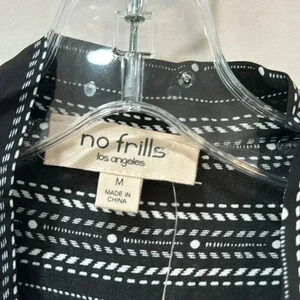 no frills
los angeles
M
MADE IN
CHINA